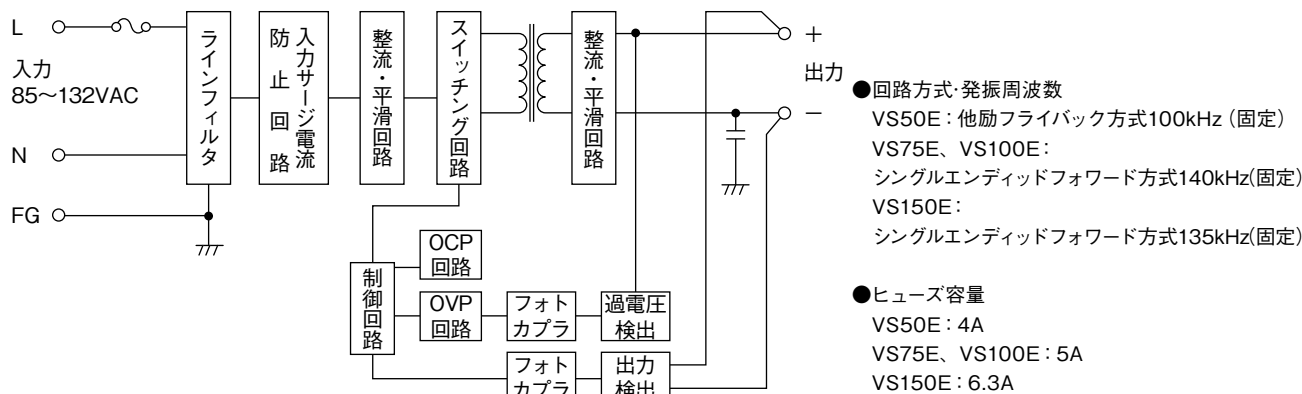 L
入力
85～132VAC
N
FG
ラインフィルタ
入力サージ電流
防止回路
整流・平滑回路
スイッチング回路
整流・平滑回路
＋
出力
－
制御回路
OCP
回路
OVP
回路
フォト
カプラ
過電圧
検出
フォト
カプラ
出力
検出
●回路方式･発振周波数
VS50E：他励フライバック方式100kHz（固定）
VS75E、VS100E：
シングルエンディッドフォワード方式140kHz(固定)
VS150E：
シングルエンディッドフォワード方式135kHz(固定)
●ヒューズ容量
VS50E：4A
VS75E、VS100E：5A
VS150E：6.3A